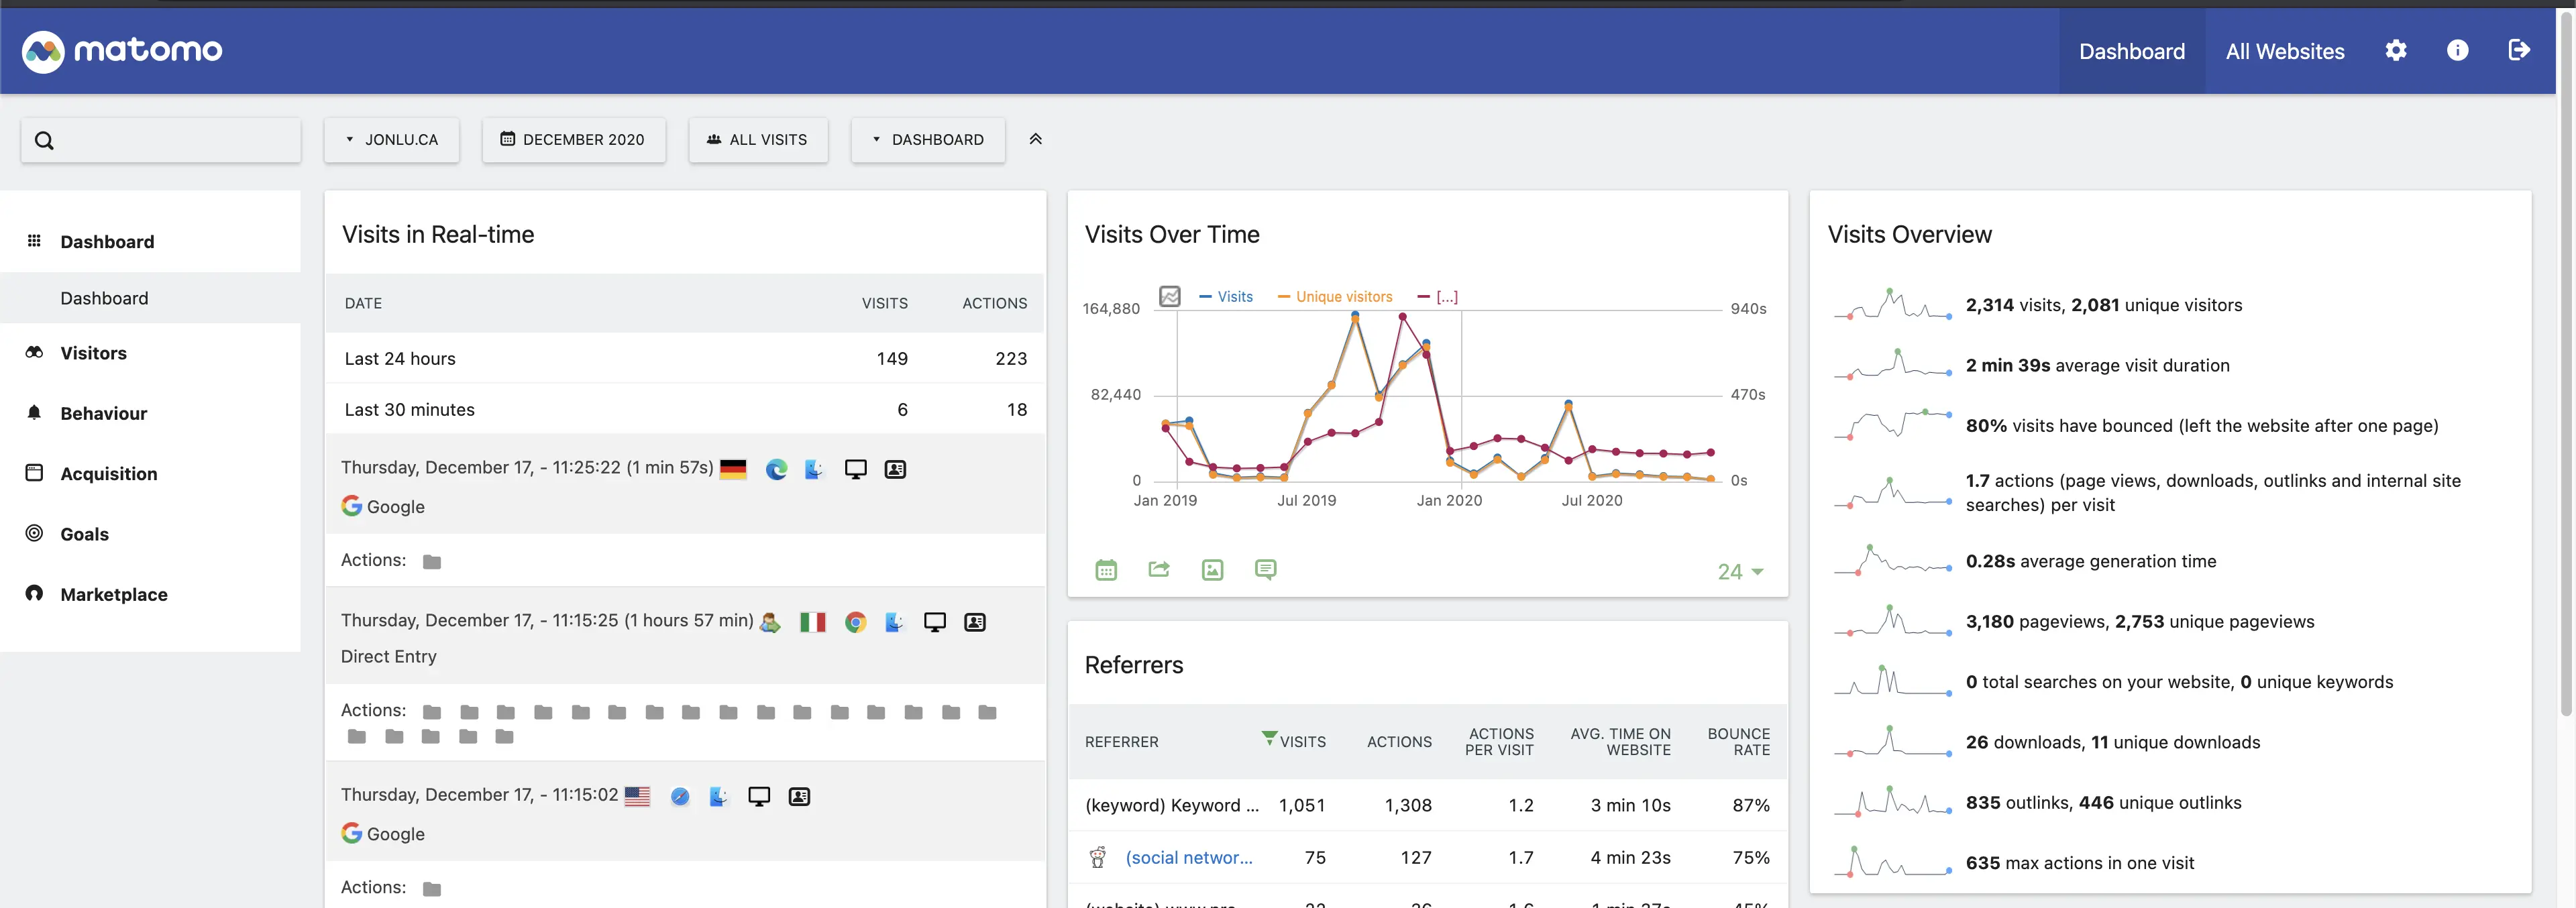 matomo
Dashboard
All Websites
JONLU.CA
DECEMBER 2020
ALL VISITS
DASHBOARD
Dashboard
Dashboard
Visitors
Behaviour
Acquisition
Goals
Marketplace
Visits in Real-time
DATE VISITS ACTIONS
Last 24 hours 149 223
Last 30 minutes 6 18
Thursday, December 17, - 11:25:22 (1 min 57s)
Google
Actions:
Thursday, December 17, - 11:15:25 (1 hours 57 min)
Direct Entry
Actions:
Thursday, December 17, - 11:15:02
Google
Actions:
Visits Over Time
Visits Unique visitors [...]
164,880 940s
82,440 470s
0 0s
Jan 2019 Jul 2019 Jan 2020 Jul 2020
24
Referrers
REFERRER VISITS ACTIONS ACTIONS PER VISIT AVG. TIME ON WEBSITE BOUNCE RATE
(keyword) Keyword ... 1,051 1,308 1.2 3 min 10s 87%
(social networ... 75 127 1.7 4 min 23s 75%
Visits Overview
2,314 visits, 2,081 unique visitors
2 min 39s average visit duration
80% visits have bounced (left the website after one page)
1.7 actions (page views, downloads, outlinks and internal site
searches) per visit
0.28s average generation time
3,180 pageviews, 2,753 unique pageviews
0 total searches on your website, 0 unique keywords
26 downloads, 11 unique downloads
835 outlinks, 446 unique outlinks
635 max actions in one visit